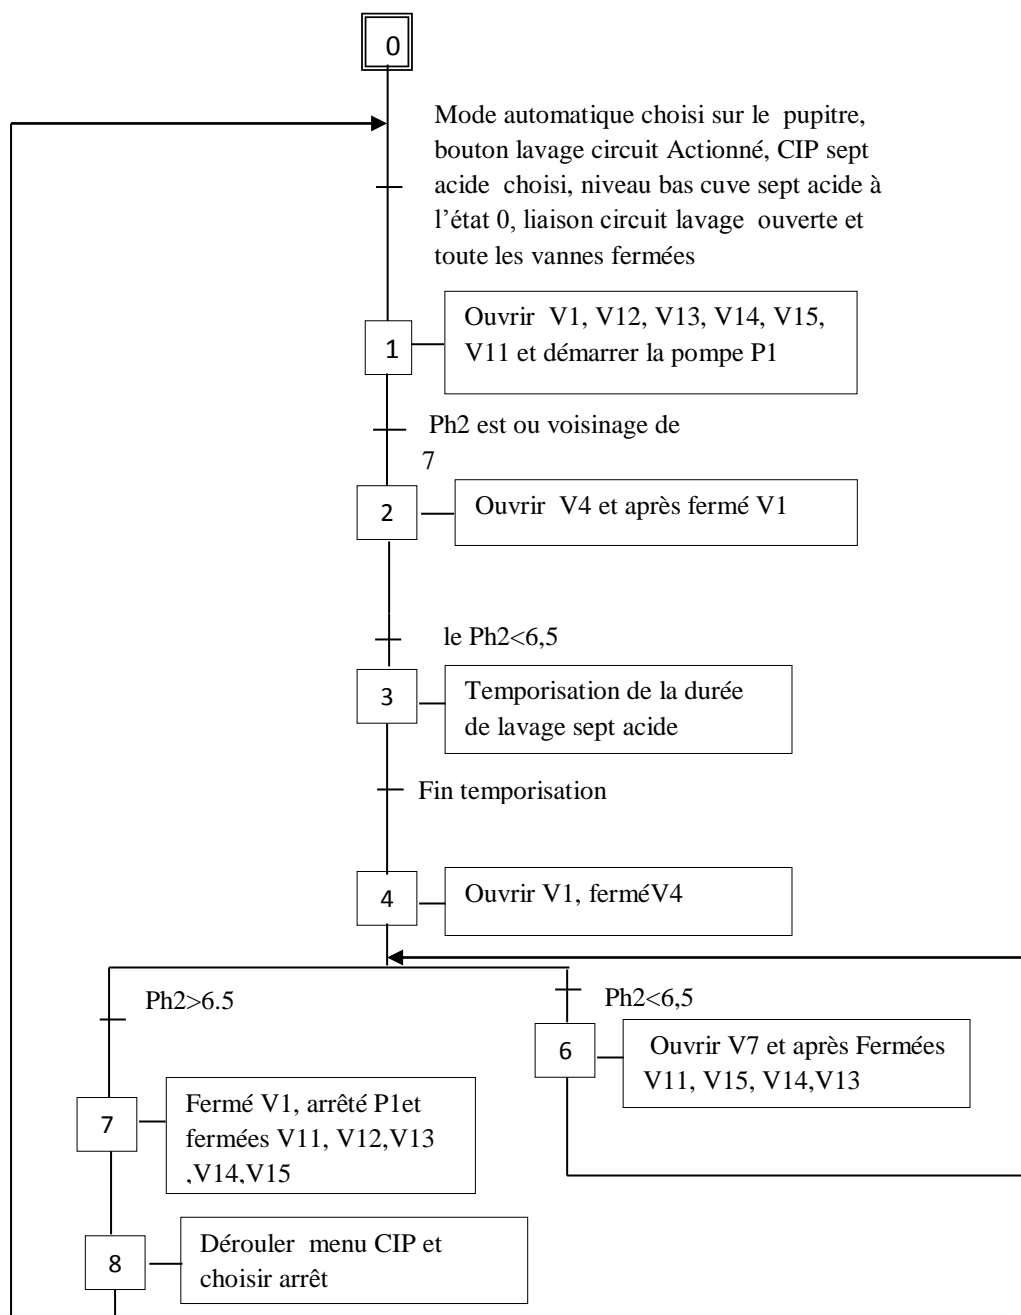 0
Mode automatique choisi sur le pupitre,
bouton lavage circuit Actionné, CIP sept
acide choisi, niveau bas cuve sept acide à
l’état 0, liaison circuit lavage ouverte et
toute les vannes fermées
1
Ouvrir V1, V12, V13, V14, V15,
V11 et démarrer la pompe P1
Ph2 est ou voisinage de
7
2
Ouvrir V4 et après fermé V1
le Ph2<6,5
3
Temporisation de la durée
de lavage sept acide
Fin temporisation
4
Ouvrir V1, ferméV4
Ph2>6.5
Ph2<6,5
6
Ouvrir V7 et après Fermées
V11, V15, V14,V13
7
Fermé V1, arrêté P1et
fermées V11, V12,V13
,V14,V15
8
Dérouler menu CIP et
choisir arrêt